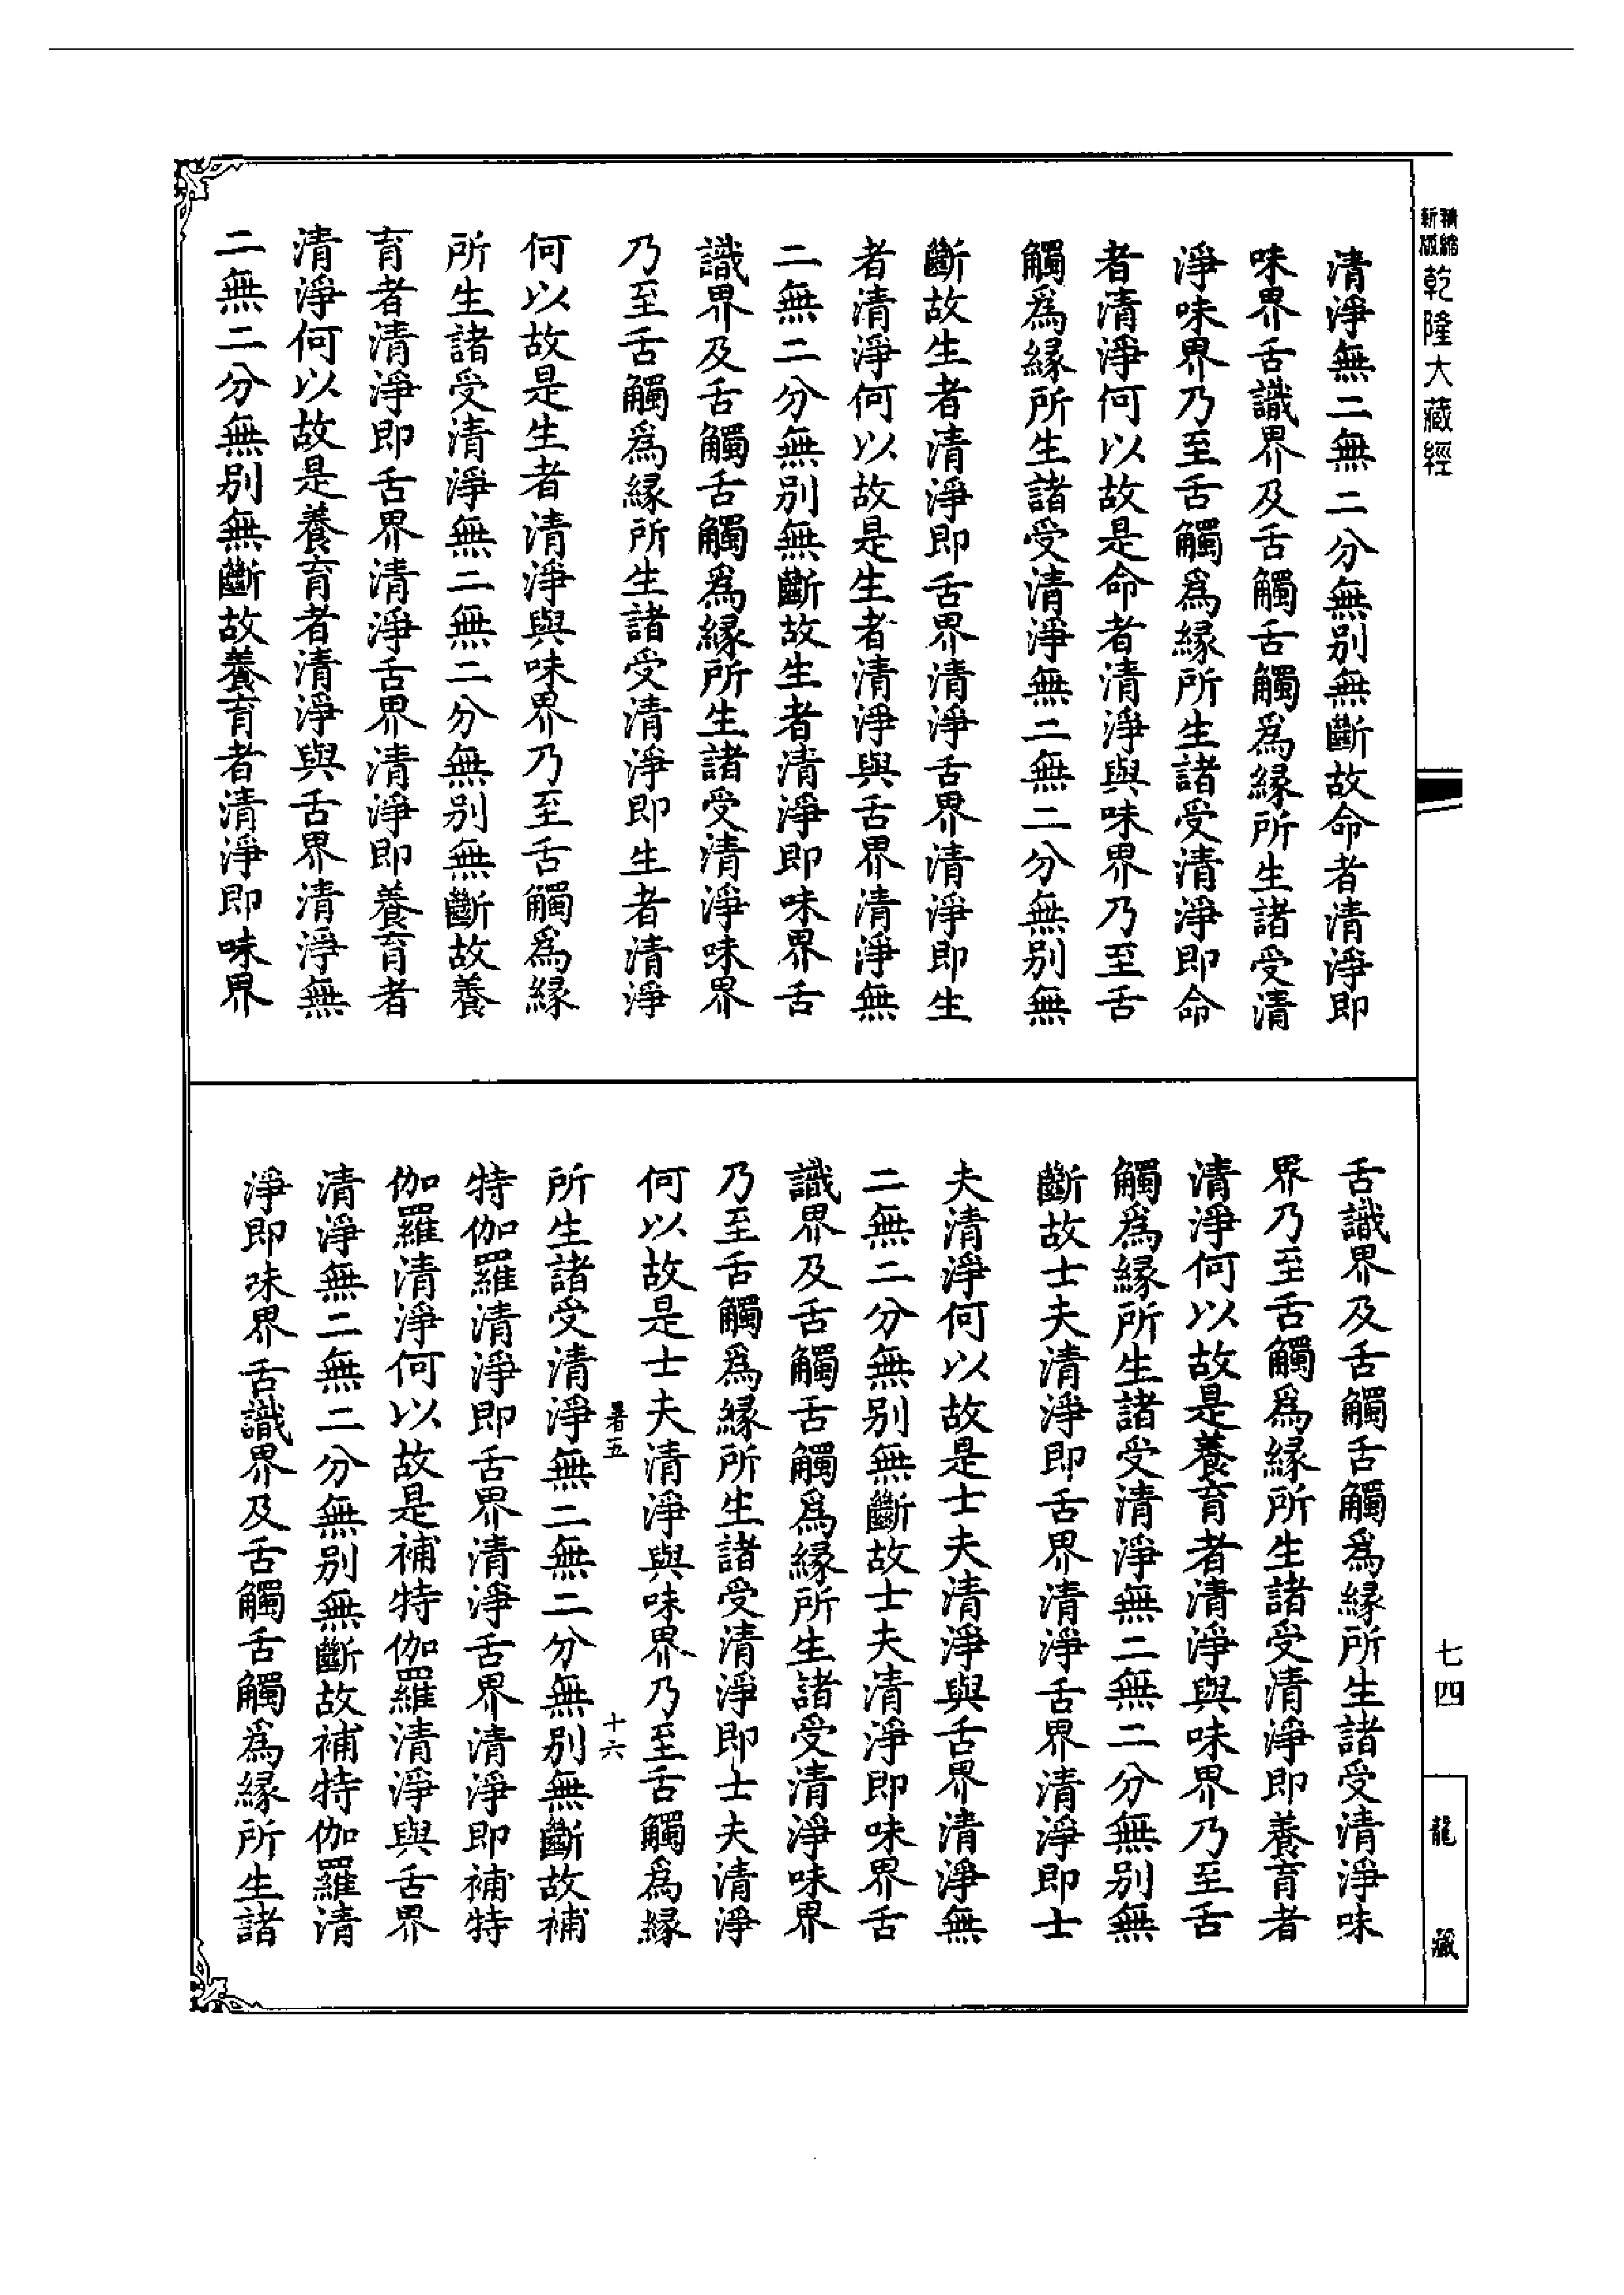 精縮
新版
乾隆大藏經
清淨無二無二分無別無斷故命者清淨即
味界舌識界及舌觸舌觸爲緣所生諸受清
淨味界乃至舌觸爲緣所生諸受清淨即命
者清淨何以故是命者清淨與味界乃至舌
觸爲緣所生諸受清淨無二無二分無別無
斷故生者清淨即舌界清淨舌界清淨即生
者清淨何以故是生者清淨與舌界清淨無
二無二分無別無斷故生者清淨即味界舌
識界及舌觸舌觸爲緣所生諸受清淨味界
乃至舌觸爲緣所生諸受清淨即生者清淨
何以故是生者清淨與味界乃至舌觸爲緣
所生諸受清淨無二無二分無別無斷故養
育者清淨即舌界清淨舌界清淨即養育者
清淨何以故是養育者清淨與舌界清淨無
二無二分無別無斷故養育者清淨即味界
舌識界及舌觸舌觸爲緣所生諸受清淨味
界乃至舌觸爲緣所生諸受清淨即養育者
清淨何以故是養育者清淨與味界乃至舌
觸爲緣所生諸受清淨無二無二分無別無
斷故士夫清淨即舌界清淨舌界清淨即士
夫清淨何以故是士夫清淨與舌界清淨無
二無二分無別無斷故士夫清淨即味界舌
識界及舌觸舌觸爲緣所生諸受清淨味界
乃至舌觸爲緣所生諸受清淨即士夫清淨
何以故是士夫清淨與味界乃至舌觸爲緣
暑五 十六
所生諸受清淨無二無二分無別無斷故補
特伽羅清淨即舌界清淨舌界清淨即補特
伽羅清淨何以故是補特伽羅清淨與舌界
清淨無二無二分無別無斷故補特伽羅清
淨即味界舌識界及舌觸舌觸爲緣所生諸
七四
龍藏